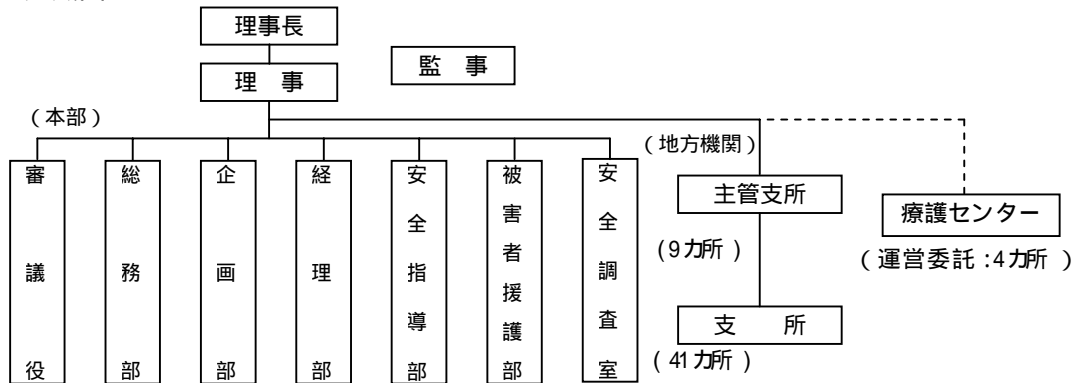 理事長
理　事
監　事
（本部）
（地方機関）
審議役
総務部
企画部
経理部
安全指導部
被害者援護部
安全調査室
主管支所
（9カ所）
支　所
（41カ所）
療護センター
（運営委託：4カ所）